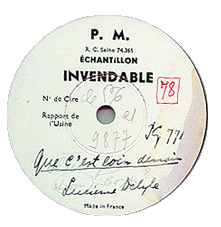 P. M.
R. C. Seine 74.361
ÉCHANTILLON
INVENDABLE
78
N° de Cire
Rapport de l'Usine
9877
Que c'est loin demain
Lucienne Delyle
Made in France